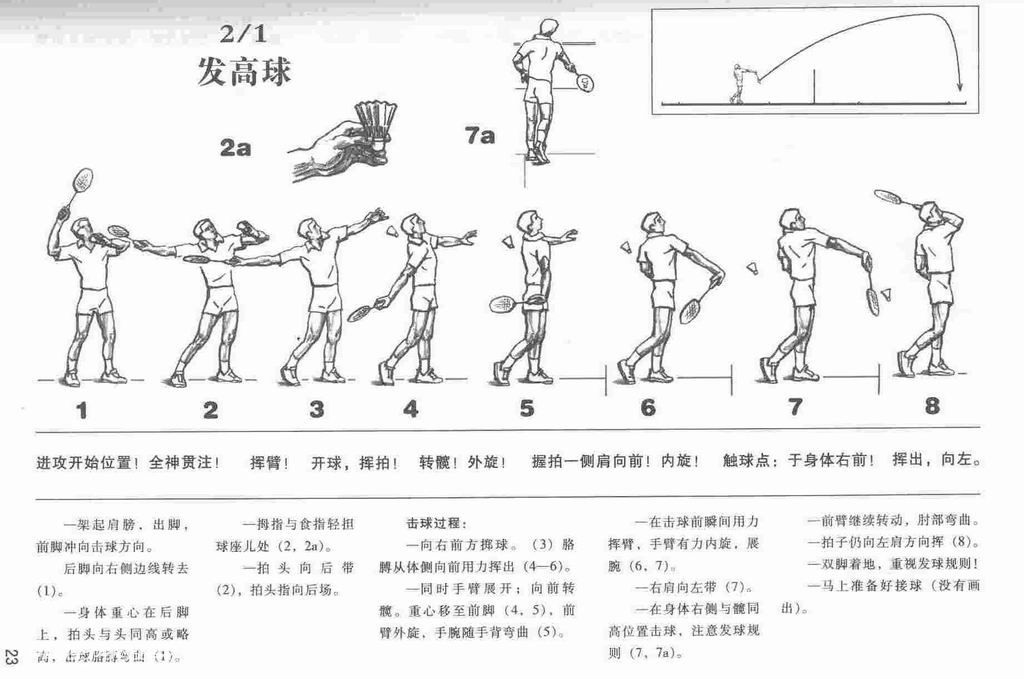 2/1
发高球
2a
7a
1
2
3
4
5
6
7
8
进攻开始位置！全神贯注！ 挥臂！ 开球，挥拍！ 转髋！外旋！ 握拍一侧肩向前！内旋！ 触球点：于身体右前！ 挥出，向左。
—架起肩膀，出脚，
前脚冲向击球方向。
后脚向右侧边线转去
(1)。
—身体重心在后脚
上，拍头与头同高或略
高，击球胳膊弯曲（1）。
—拇指与食指轻担
球座儿处（2，2a）。
—拍头向后带
(2)，拍头指向后场。
击球过程：
—向右前方掷球。（3）胳
膊从体侧向前用力挥出（4—6）。
—同时手臂展开；向前转
髋。重心移至前脚（4，5），前
臂外旋，手腕随手背弯曲（5）。
—在击球前瞬间用力
挥臂，手臂有力内旋，展
腕（6，7）。
—右肩向左带（7）。
—在身体右侧与髋同
高位置击球，注意发球规
则（7，7a）。
—前臂继续转动，肘部弯曲。
—拍子仍向左肩方向挥（8）。
—双脚着地，重视发球规则！
—马上准备好接球（没有画
出）。
23